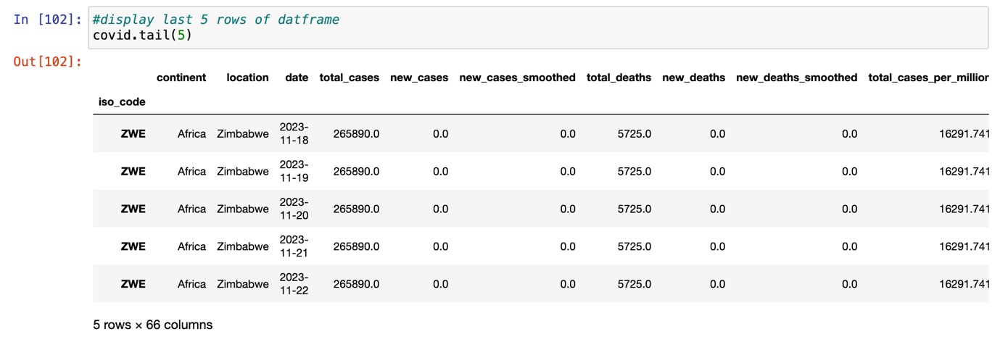 In [102]: #display last 5 rows of datframe
covid.tail(5)
Out[102]:
continent location date total_cases new_cases new_cases_smoothed total_deaths new_deaths new_deaths_smoothed total_cases_per_millior
iso_code
ZWE Africa Zimbabwe 2023-11-18 265890.0 0.0 0.0 5725.0 0.0 0.0 16291.741
ZWE Africa Zimbabwe 2023-11-19 265890.0 0.0 0.0 5725.0 0.0 0.0 16291.741
ZWE Africa Zimbabwe 2023-11-20 265890.0 0.0 0.0 5725.0 0.0 0.0 16291.741
ZWE Africa Zimbabwe 2023-11-21 265890.0 0.0 0.0 5725.0 0.0 0.0 16291.741
ZWE Africa Zimbabwe 2023-11-22 265890.0 0.0 0.0 5725.0 0.0 0.0 16291.741
5 rows × 66 columns